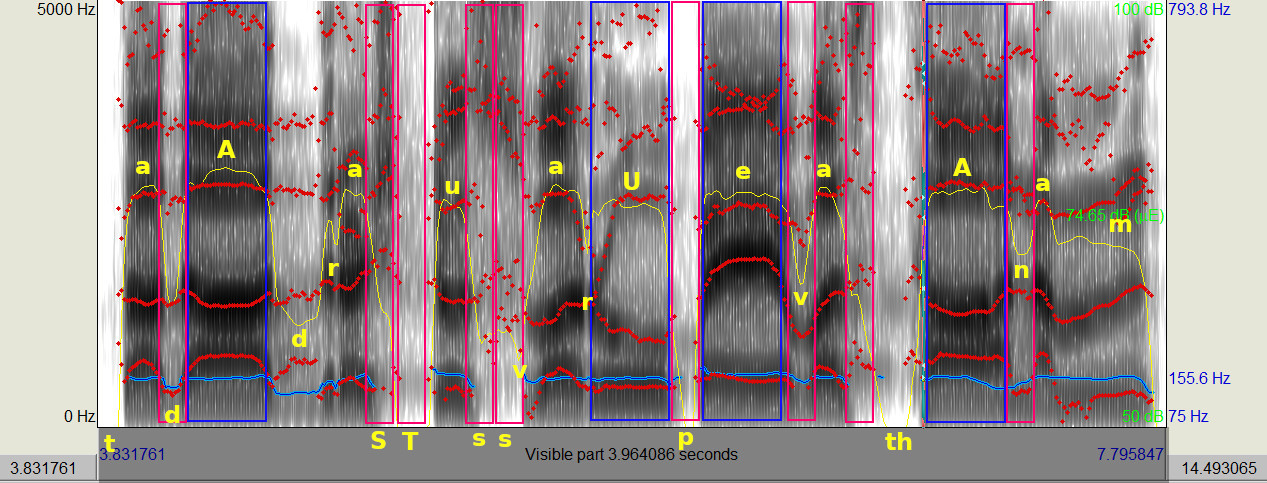 5000 Hz 100 dB 793.8 Hz
A
a a a e a A
u U a
74.65 dB (µE)
m
r n
r v
d
v 155.6 Hz
0 Hz d 50 dB 75 Hz
t S T s s p th
3.831761 Visible part 3.964086 seconds 7.795847
3.831761 14.493065